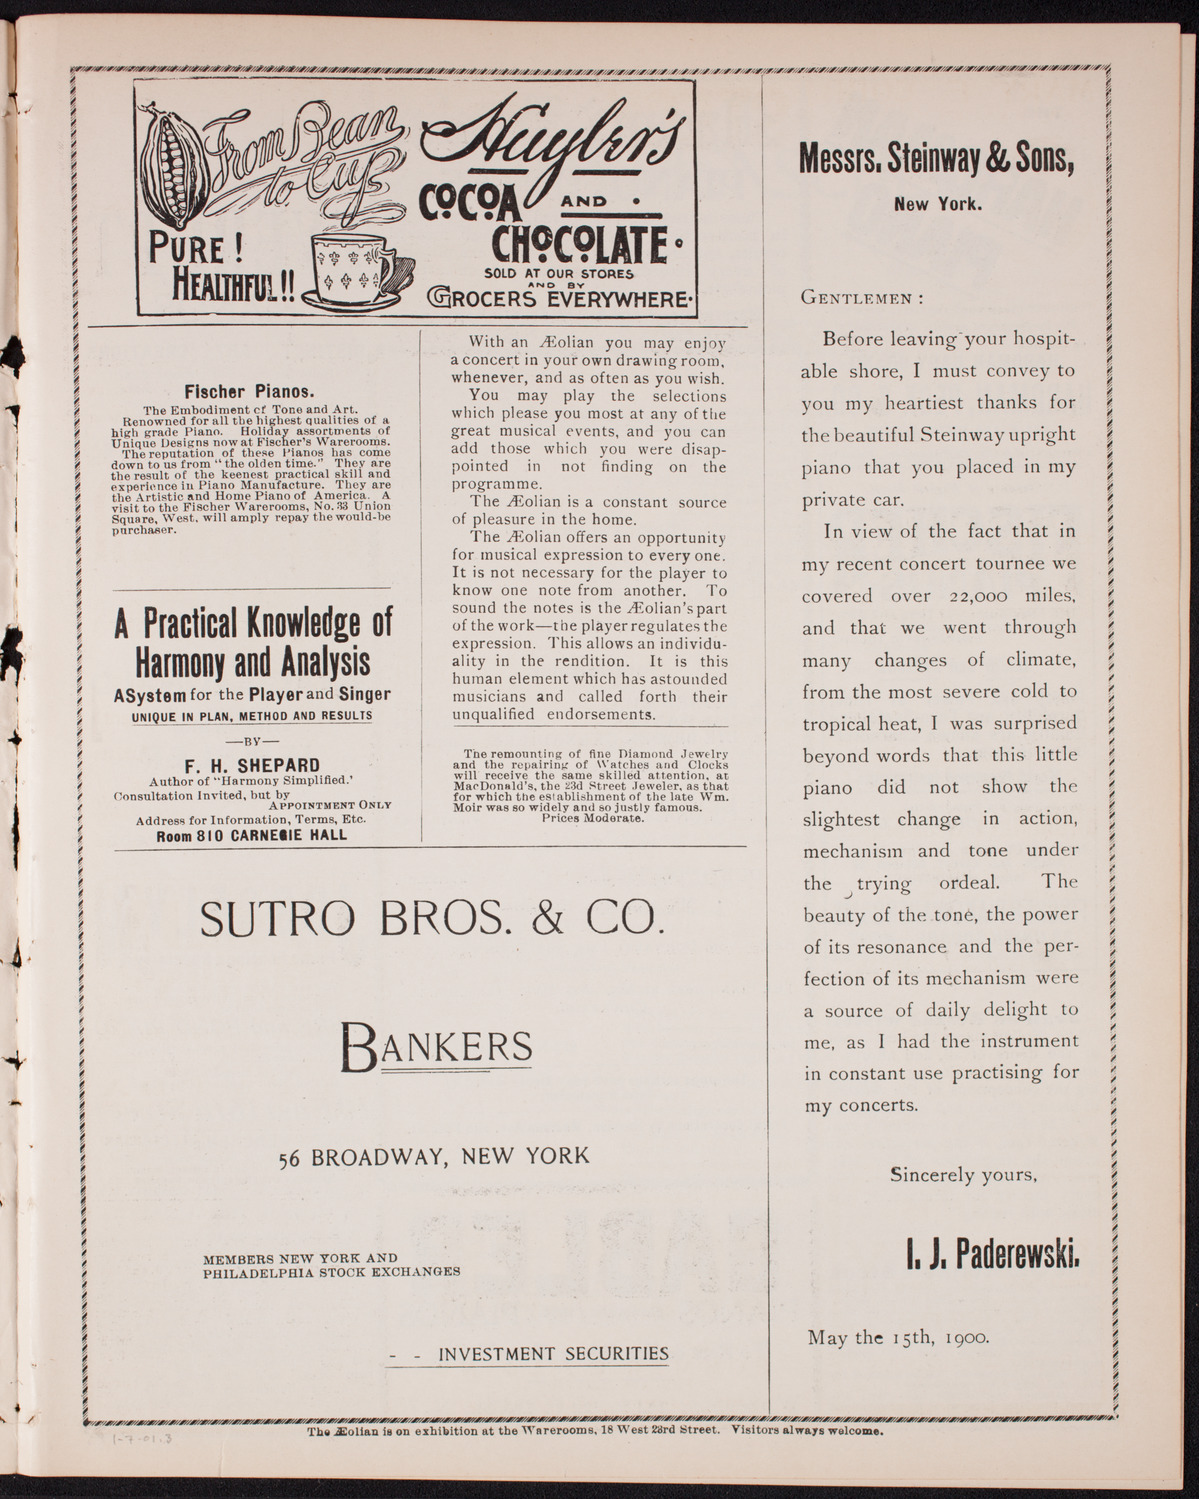 From Bean
to Cup
PURE!
HEALTHFUL!!
Huyler's
COCOA AND
CHOCOLATE
SOLD AT OUR STORES
AND BY
GROCERS EVERYWHERE.
Fischer Pianos.
The Embodiment of Tone and Art.
Renowned for all the highest qualities of a
high grade Piano. Holiday assortments of
Unique Designs now at Fischer's Warerooms.
The reputation of these Pianos has come
down to us from "the olden time." They are
the result of the keenest practical skill and
experience in Piano Manufacture. They are
the Artistic and Home Piano of America. A
visit to the Fischer Warerooms, No. 33 Union
Square, West, will amply repay the would-be
purchaser.
A Practical Knowledge of
Harmony and Analysis
A System for the Player and Singer
UNIQUE IN PLAN, METHOD AND RESULTS
—BY—
F. H. SHEPARD
Author of "Harmony Simplified.'
Consultation Invited, but by
APPOINTMENT ONLY
Address for Information, Terms, Etc.
Room 810 CARNEGIE HALL
With an Æolian you may enjoy
a concert in your own drawing room,
whenever, and as often as you wish.
You may play the selections
which please you most at any of the
great musical events, and you can
add those which you were disap-
pointed in not finding on the
programme.
The Æolian is a constant source
of pleasure in the home.
The Æolian offers an opportunity
for musical expression to every one.
It is not necessary for the player to
know one note from another. To
sound the notes is the Æolian's part
of the work—the player regulates the
expression. This allows an individu-
ality in the rendition. It is this
human element which has astounded
musicians and called forth their
unqualified endorsements.
The remounting of fine Diamond Jewelry
and the repairing of Watches and Clocks
will receive the same skilled attention, at
MacDonald's, the 23d Street Jeweler, as that
for which the establishment of the late Wm.
Moir was so widely and so justly famous.
Prices Moderate.
SUTRO BROS. & CO.
BANKERS
56 BROADWAY, NEW YORK
MEMBERS NEW YORK AND
PHILADELPHIA STOCK EXCHANGES
- - INVESTMENT SECURITIES
Messrs. Steinway & Sons,
New York.
GENTLEMEN:
Before leaving your hospit-
able shore, I must convey to
you my heartiest thanks for
the beautiful Steinway upright
piano that you placed in my
private car.
In view of the fact that in
my recent concert tournee we
covered over 22,000 miles,
and that we went through
many changes of climate,
from the most severe cold to
tropical heat, I was surprised
beyond words that this little
piano did not show the
slightest change in action,
mechanism and tone under
the trying ordeal. The
beauty of the tone, the power
of its resonance and the per-
fection of its mechanism were
a source of daily delight to
me, as I had the instrument
in constant use practising for
my concerts.
Sincerely yours,
I. J. Paderewski.
May the 15th, 1900.
The Æolian is on exhibition at the Warerooms, 18 West 23rd Street. Visitors always welcome.
1-7-01.3